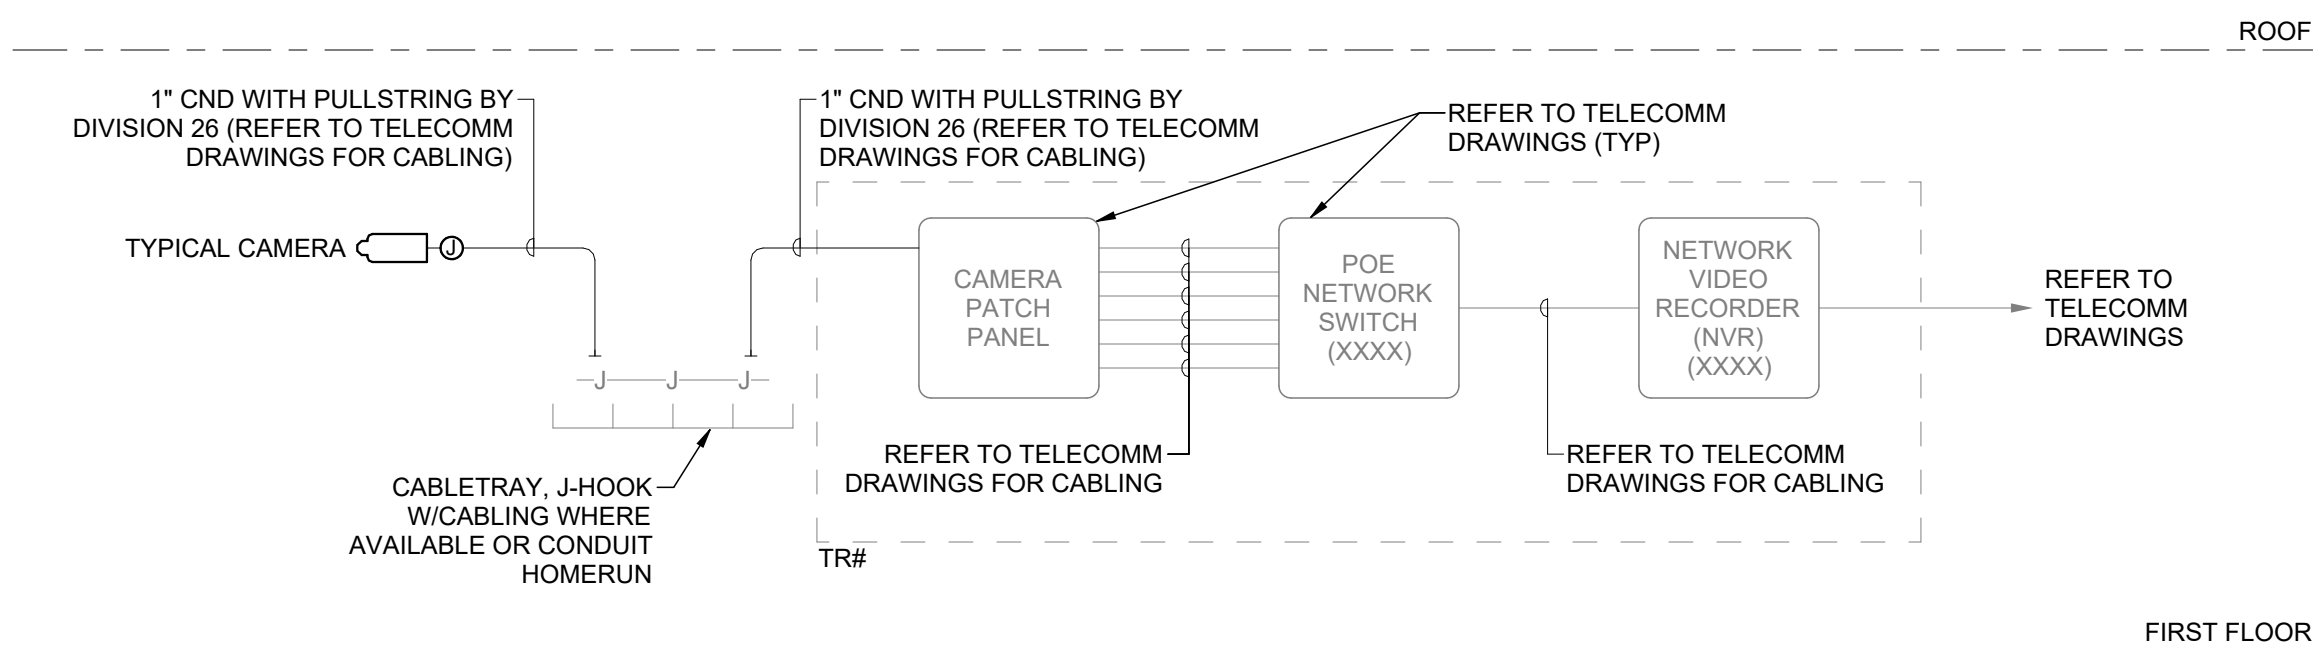 ROOF
1" CND WITH PULLSTRING BY
DIVISION 26 (REFER TO TELECOMM
DRAWINGS FOR CABLING)
1" CND WITH PULLSTRING BY
DIVISION 26 (REFER TO TELECOMM
DRAWINGS FOR CABLING)
REFER TO TELECOMM
DRAWINGS (TYP)
TYPICAL CAMERA
J
CAMERA
PATCH
PANEL
POE
NETWORK
SWITCH
(XXXX)
NETWORK
VIDEO
RECORDER
(NVR)
(XXXX)
REFER TO
TELECOMM
DRAWINGS
J J J
REFER TO TELECOMM
DRAWINGS FOR CABLING
REFER TO TELECOMM
DRAWINGS FOR CABLING
CABLETRAY, J-HOOK
W/CABLING WHERE
AVAILABLE OR CONDUIT
HOMERUN
TR#
FIRST FLOOR